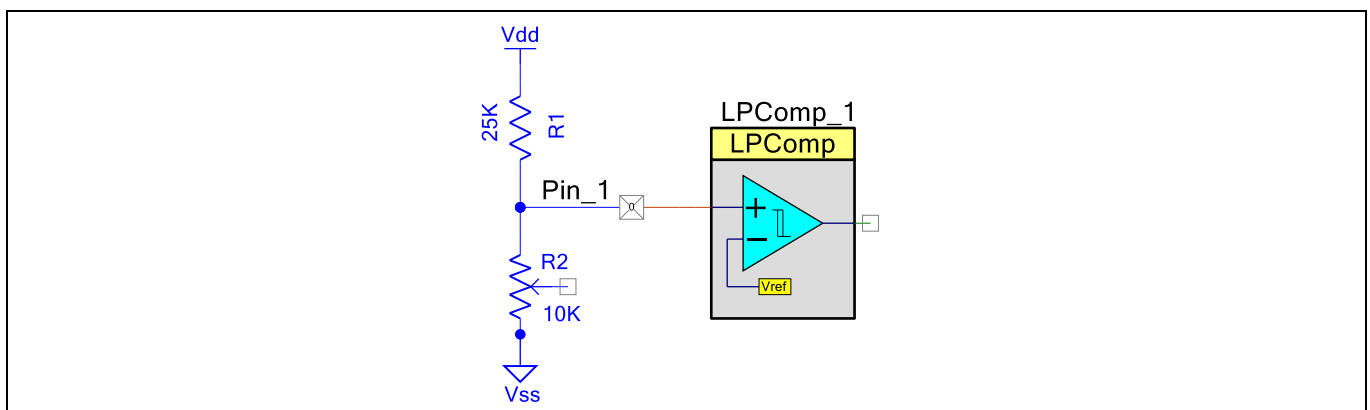 Vdd
25K
R1
LPComp_1
LPComp
Pin_1
0
+
−
R2
10K
Vref
Vss